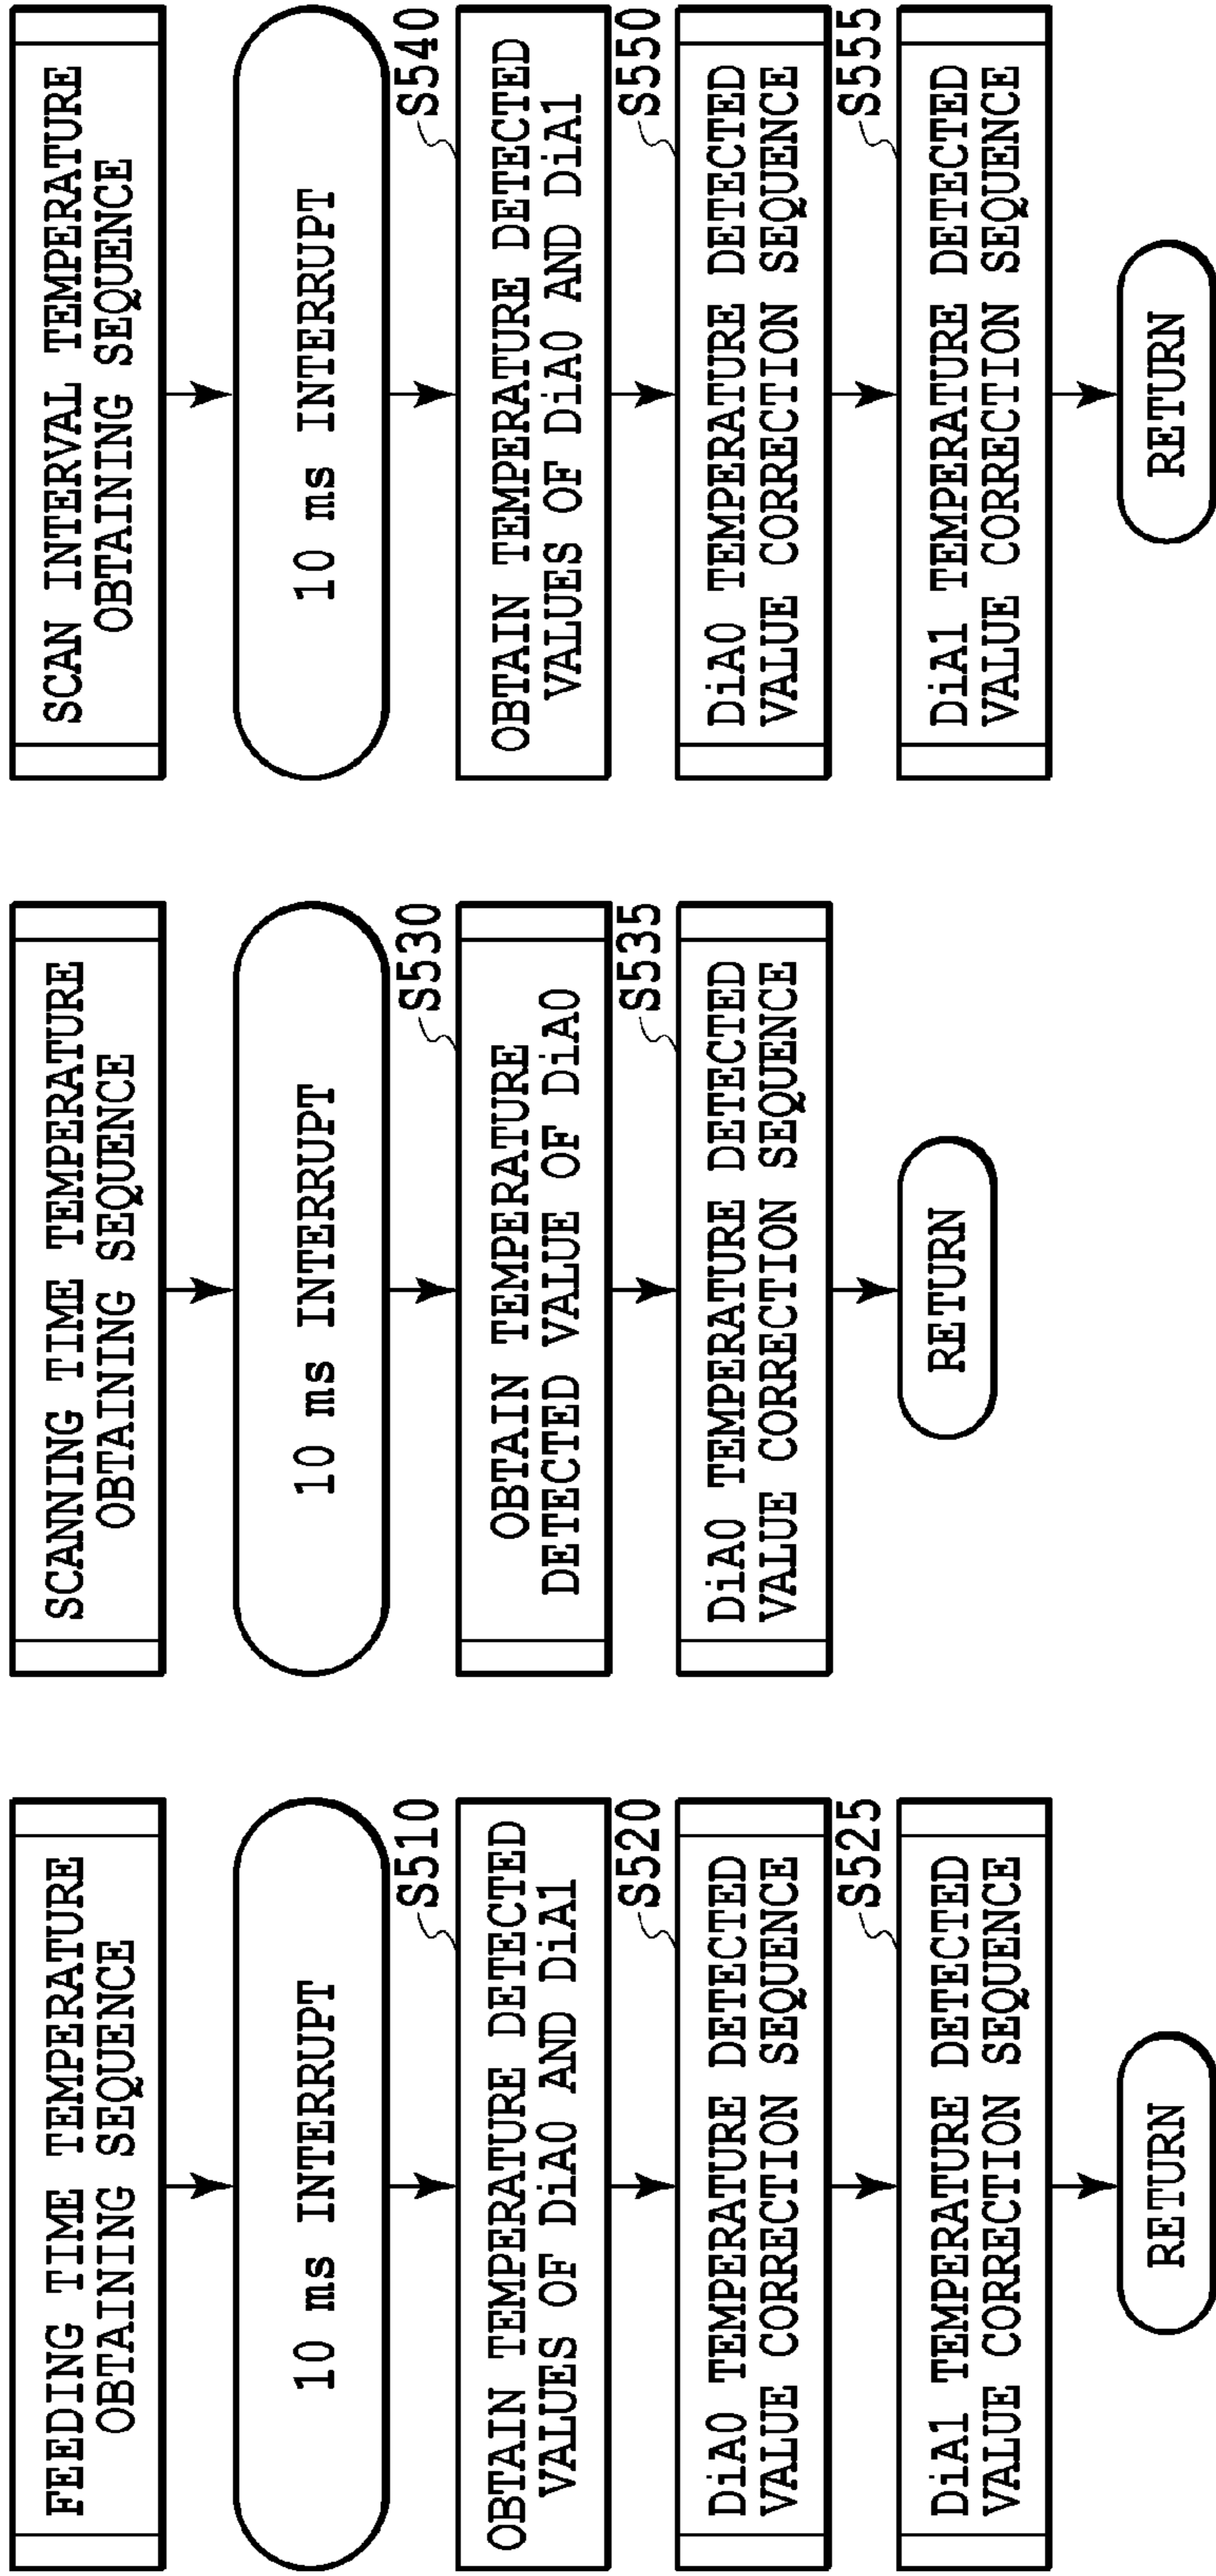 FEEDING TIME TEMPERATURE
OBTAINING SEQUENCE
10 ms INTERRUPT
S510
OBTAIN TEMPERATURE DETECTED
VALUES OF DiA0 AND DiA1
S520
DiA0 TEMPERATURE DETECTED
VALUE CORRECTION SEQUENCE
S525
DiA1 TEMPERATURE DETECTED
VALUE CORRECTION SEQUENCE
RETURN
SCANNING TIME TEMPERATURE
OBTAINING SEQUENCE
10 ms INTERRUPT
S530
OBTAIN TEMPERATURE
DETECTED VALUE OF DiA0
S535
DiA0 TEMPERATURE DETECTED
VALUE CORRECTION SEQUENCE
RETURN
SCAN INTERVAL TEMPERATURE
OBTAINING SEQUENCE
10 ms INTERRUPT
S540
OBTAIN TEMPERATURE DETECTED
VALUES OF DiA0 AND DiA1
S550
DiA0 TEMPERATURE DETECTED
VALUE CORRECTION SEQUENCE
S555
DiA1 TEMPERATURE DETECTED
VALUE CORRECTION SEQUENCE
RETURN